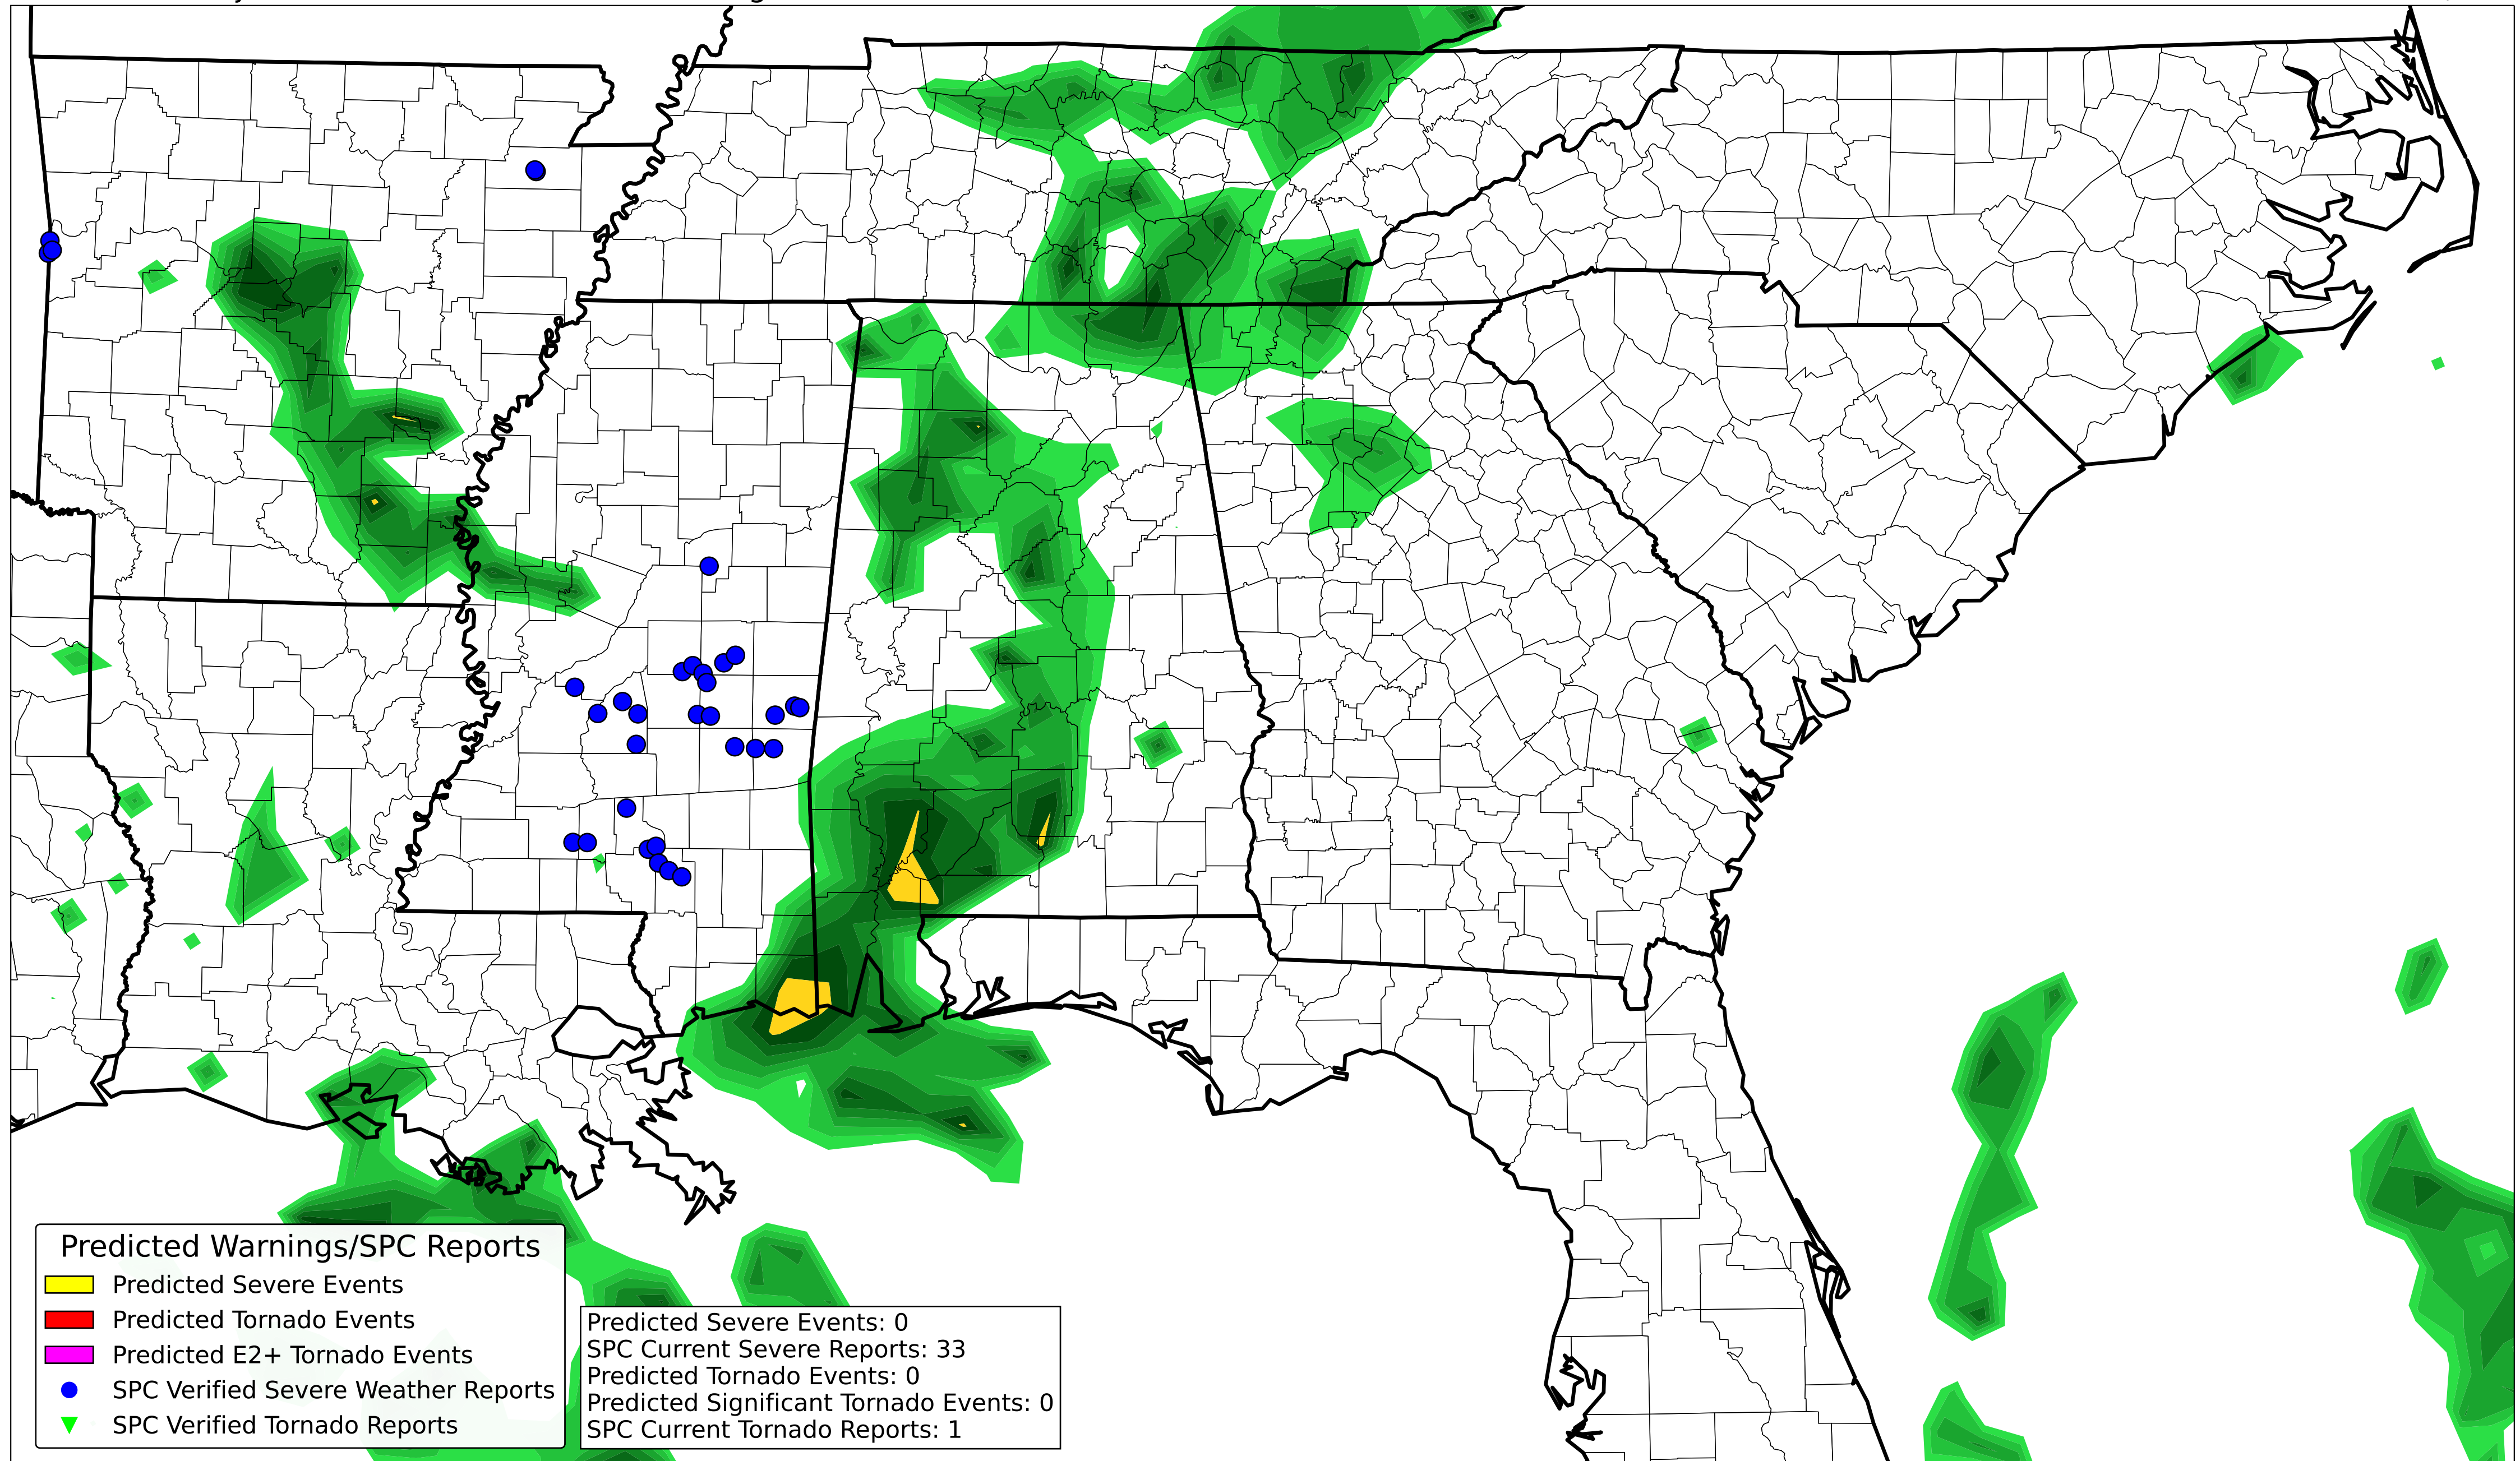 Predicted Warnings/SPC Reports
Predicted Severe Events
Predicted Tornado Events
Predicted E2+ Tornado Events
SPC Verified Severe Weather Reports
SPC Verified Tornado Reports
Predicted Severe Events: 0
SPC Current Severe Reports: 33
Predicted Tornado Events: 0
Predicted Significant Tornado Events: 0
SPC Current Tornado Reports: 1